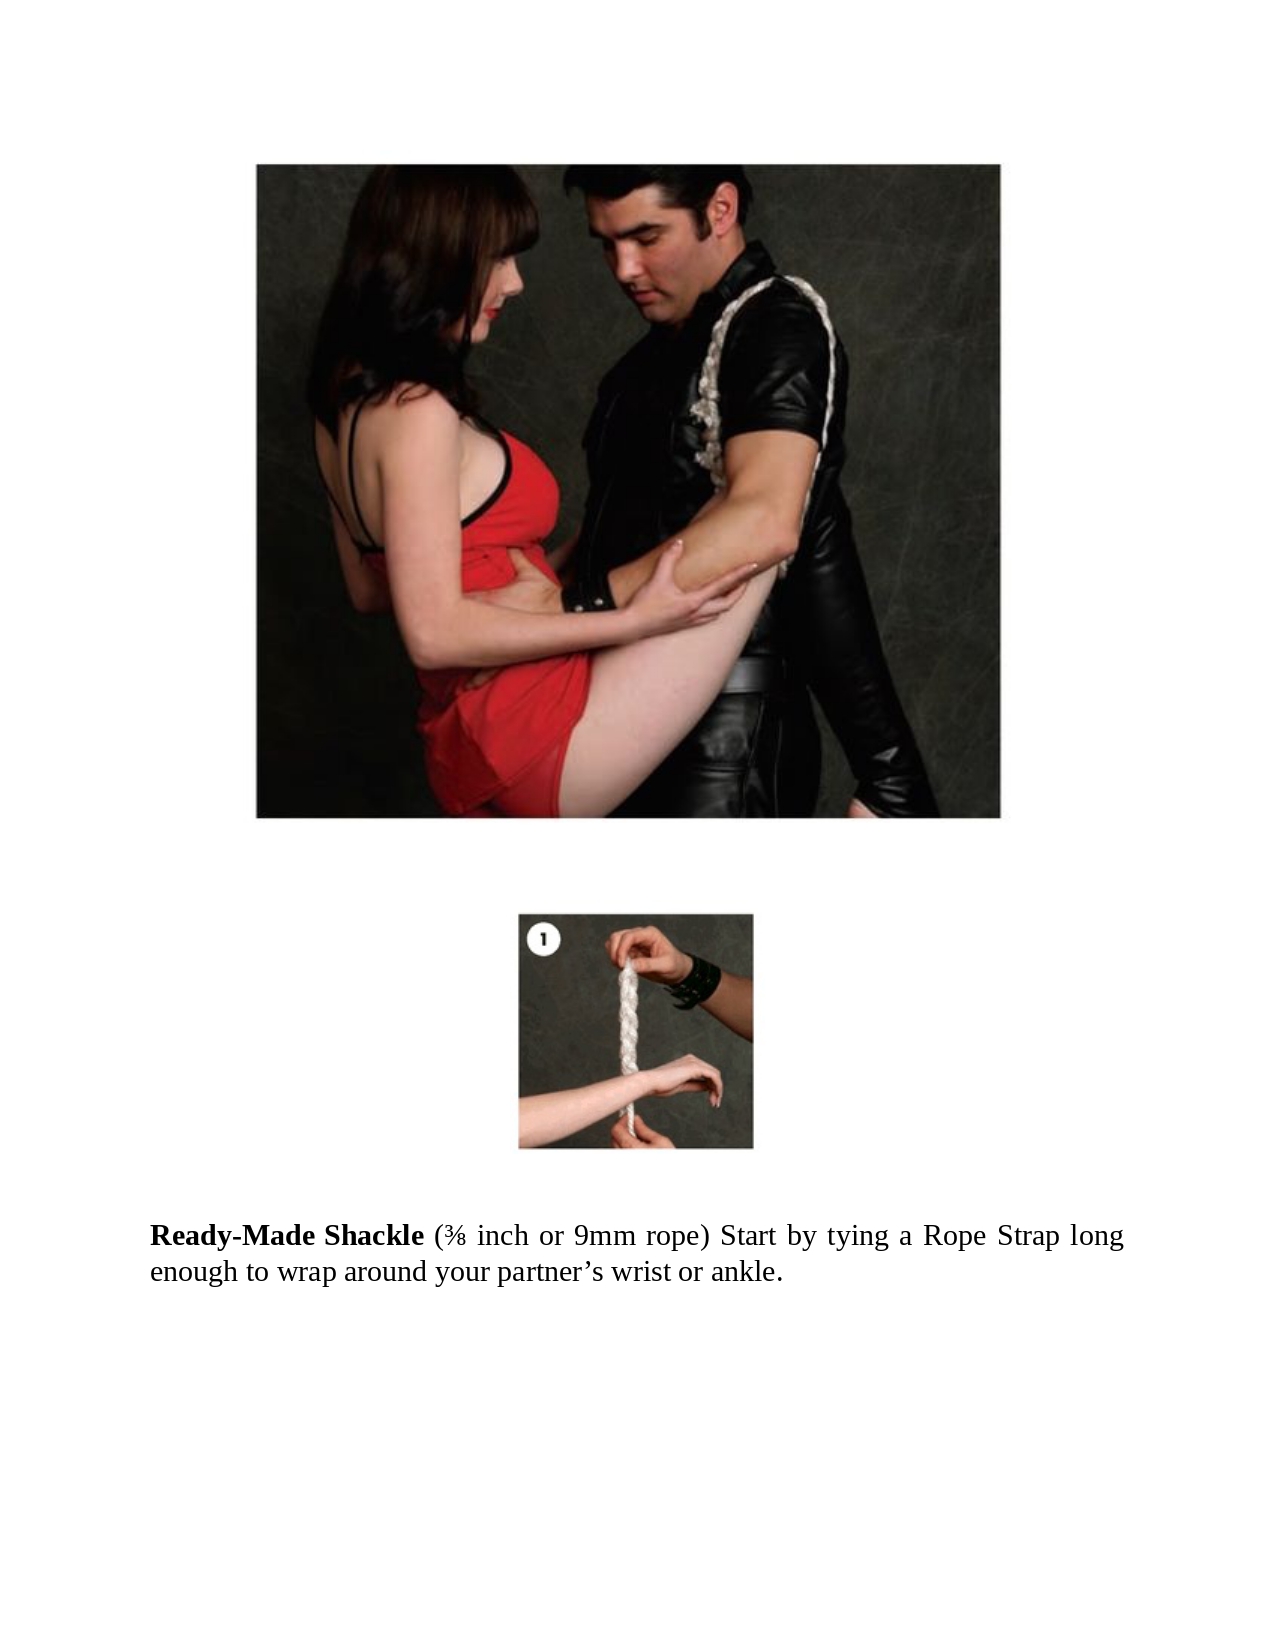 1
Ready-Made Shackle (⅜ inch or 9mm rope) Start by tying a Rope Strap long
enough to wrap around your partner’s wrist or ankle.